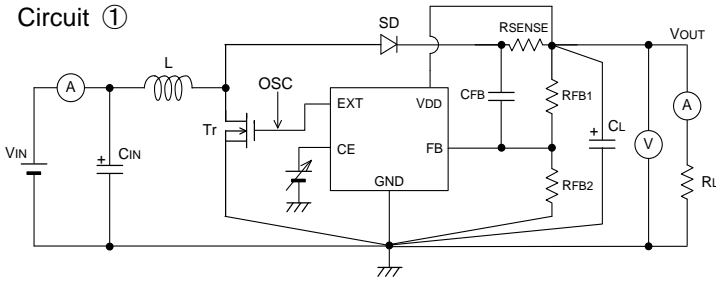 Circuit ①
SD
RSENSE
VOUT
L
OSC
A
EXT
VDD
CFB
RFB1
CL
A
Tr
VIN
CIN
+
CE
FB
+
V
GND
RFB2
RL